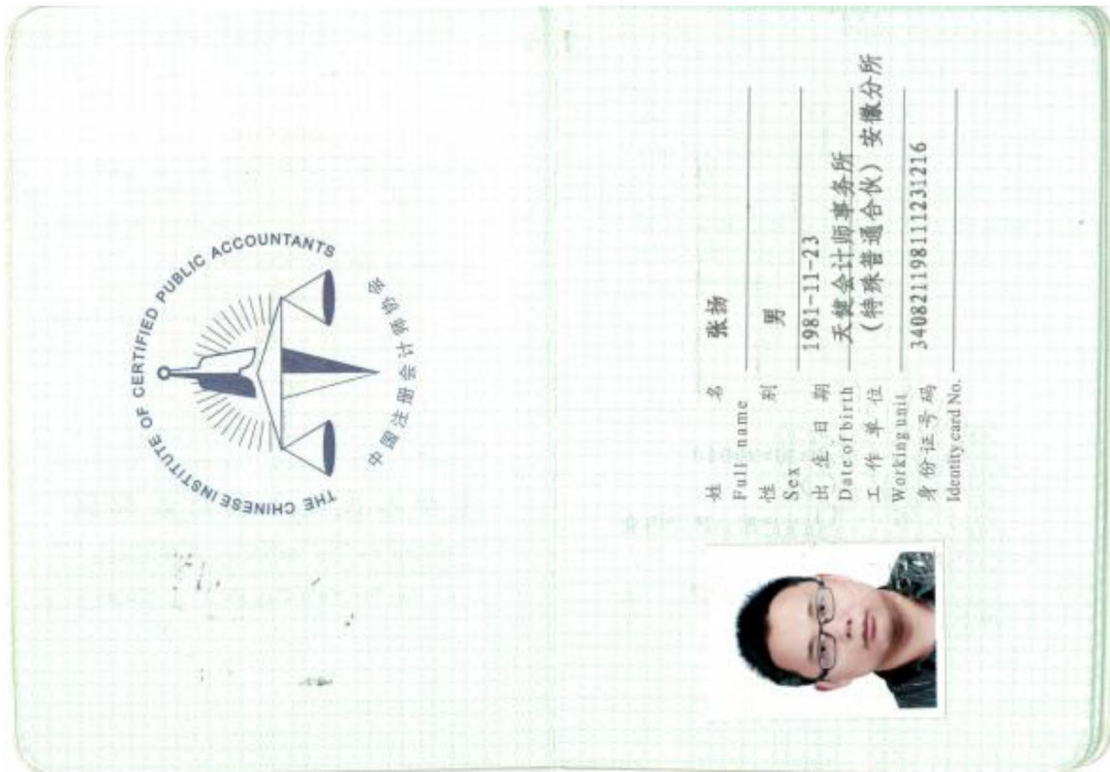 THE CHINESE INSTITUTE OF CERTIFIED PUBLIC ACCOUNTANTS
中国注册会计师协会
姓 名 张扬
Full name
性 别 男
Sex
出 生 日 期 1981-11-23
Date of birth
工 作 单 位 天健会计师事务所
(特殊普通合伙) 安徽分所
Working unit
身份证号码 340821198111231216
Identity card No.